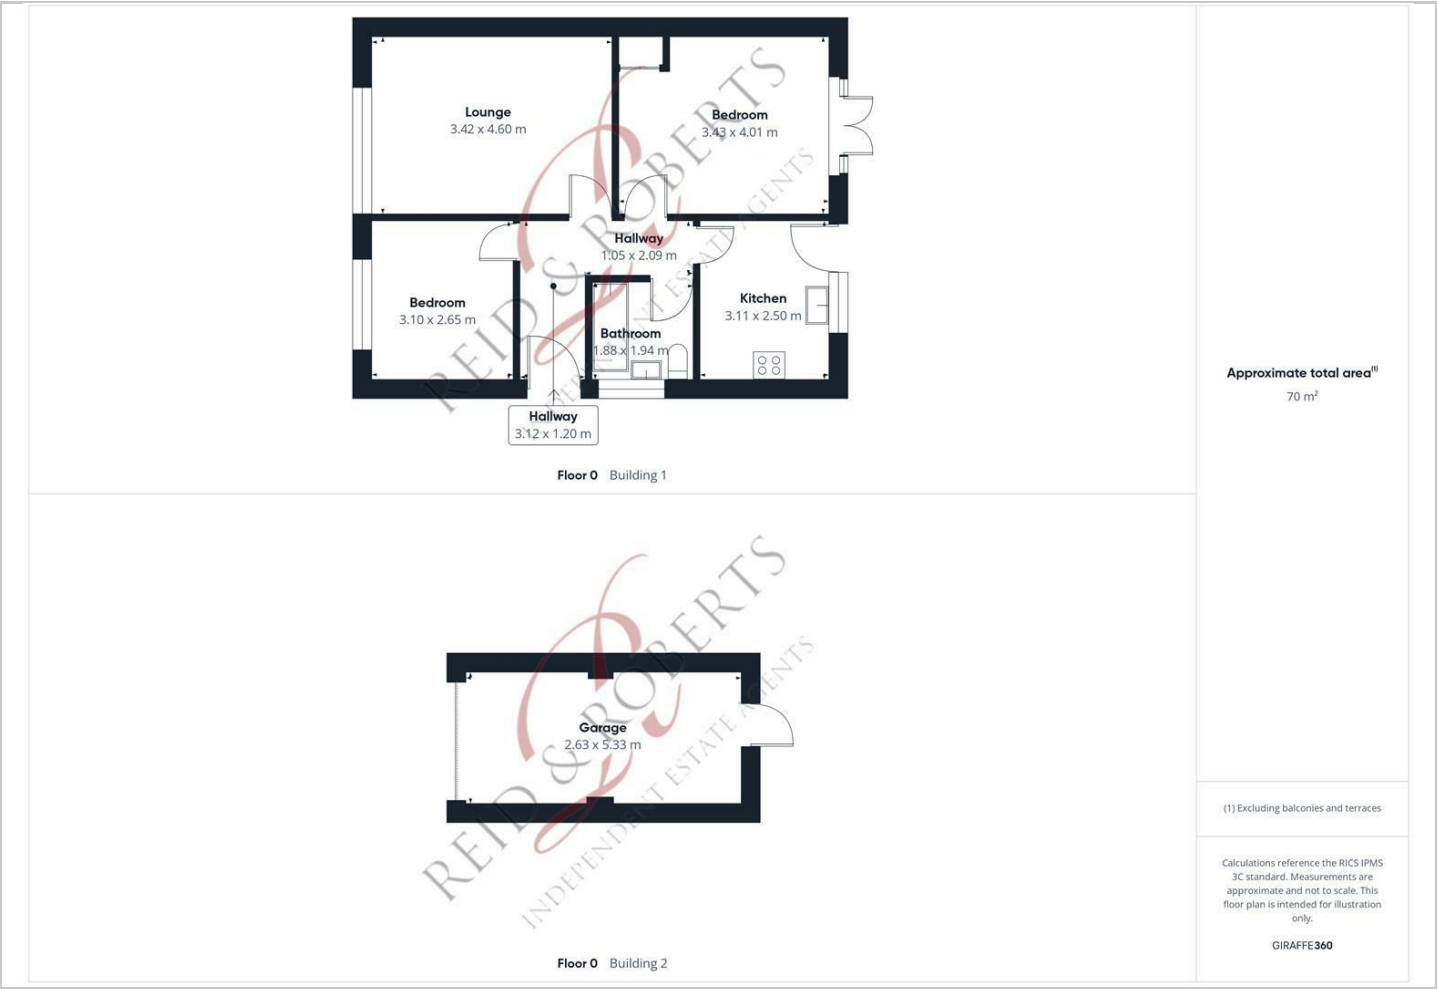 Lounge
3.42 x 4.60 m
Bedroom
3.43 x 4.01 m
Hallway
1.05 x 2.09 m
Bedroom
3.10 x 2.65 m
Kitchen
3.11 x 2.50 m
Bathroom
1.88 x 1.94 m
Hallway
3.12 x 1.20 m
REID & ROBERTS
INDEPENDENT ESTATE AGENTS
Floor 0 Building 1
Approximate total area(1)
70 m²
Garage
2.63 x 5.33 m
REID & ROBERTS
INDEPENDENT ESTATE AGENTS
Floor 0 Building 2
(1) Excluding balconies and terraces
Calculations reference the RICS IPMS
3C standard. Measurements are
approximate and not to scale. This
floor plan is intended for illustration
only.
GIRAFFE360